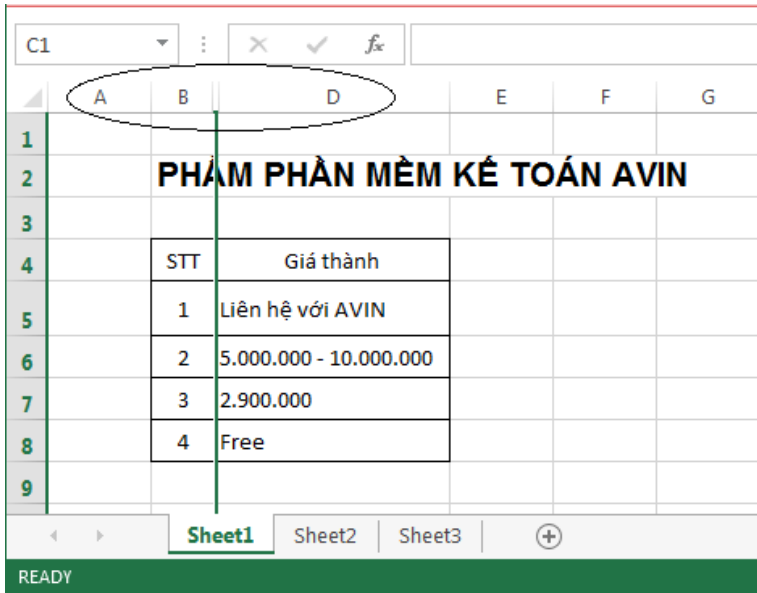 C1
fx
A B D E F G
1
2 PHẢM PHẦN MỀM KẾ TOÁN AVIN
3
4 STT Giá thành
5 1 Liên hệ với AVIN
6 2 5.000.000 - 10.000.000
7 3 2.900.000
8 4 Free
9
Sheet1 Sheet2 Sheet3
READY